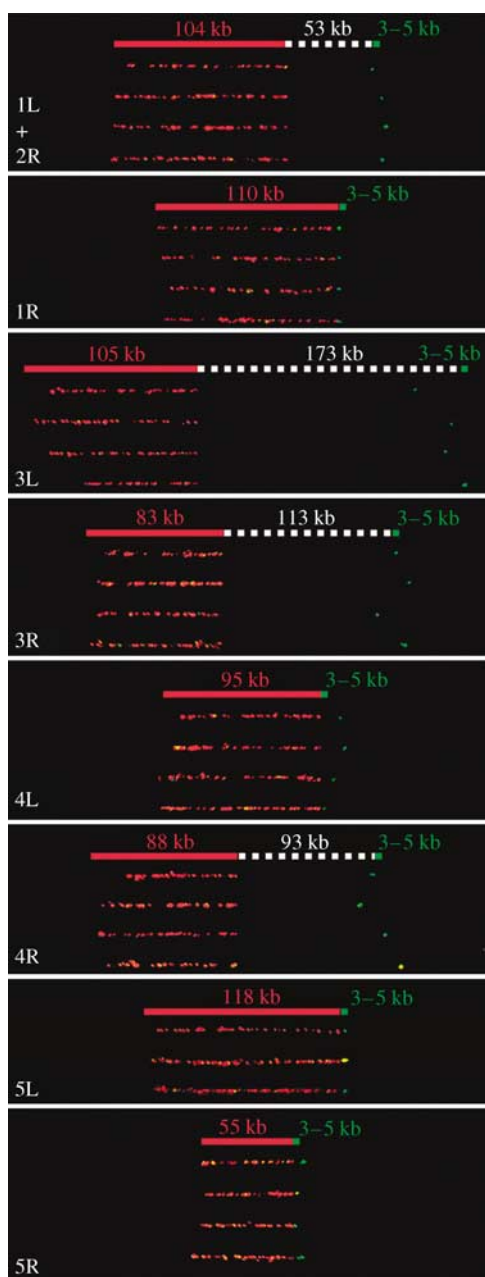 104 kb 53 kb 3–5 kb
1L
+
2R
110 kb 3–5 kb
1R
105 kb 173 kb 3–5 kb
3L
83 kb 113 kb 3–5 kb
3R
95 kb 3–5 kb
4L
88 kb 93 kb 3–5 kb
4R
118 kb 3–5 kb
5L
55 kb 3–5 kb
5R